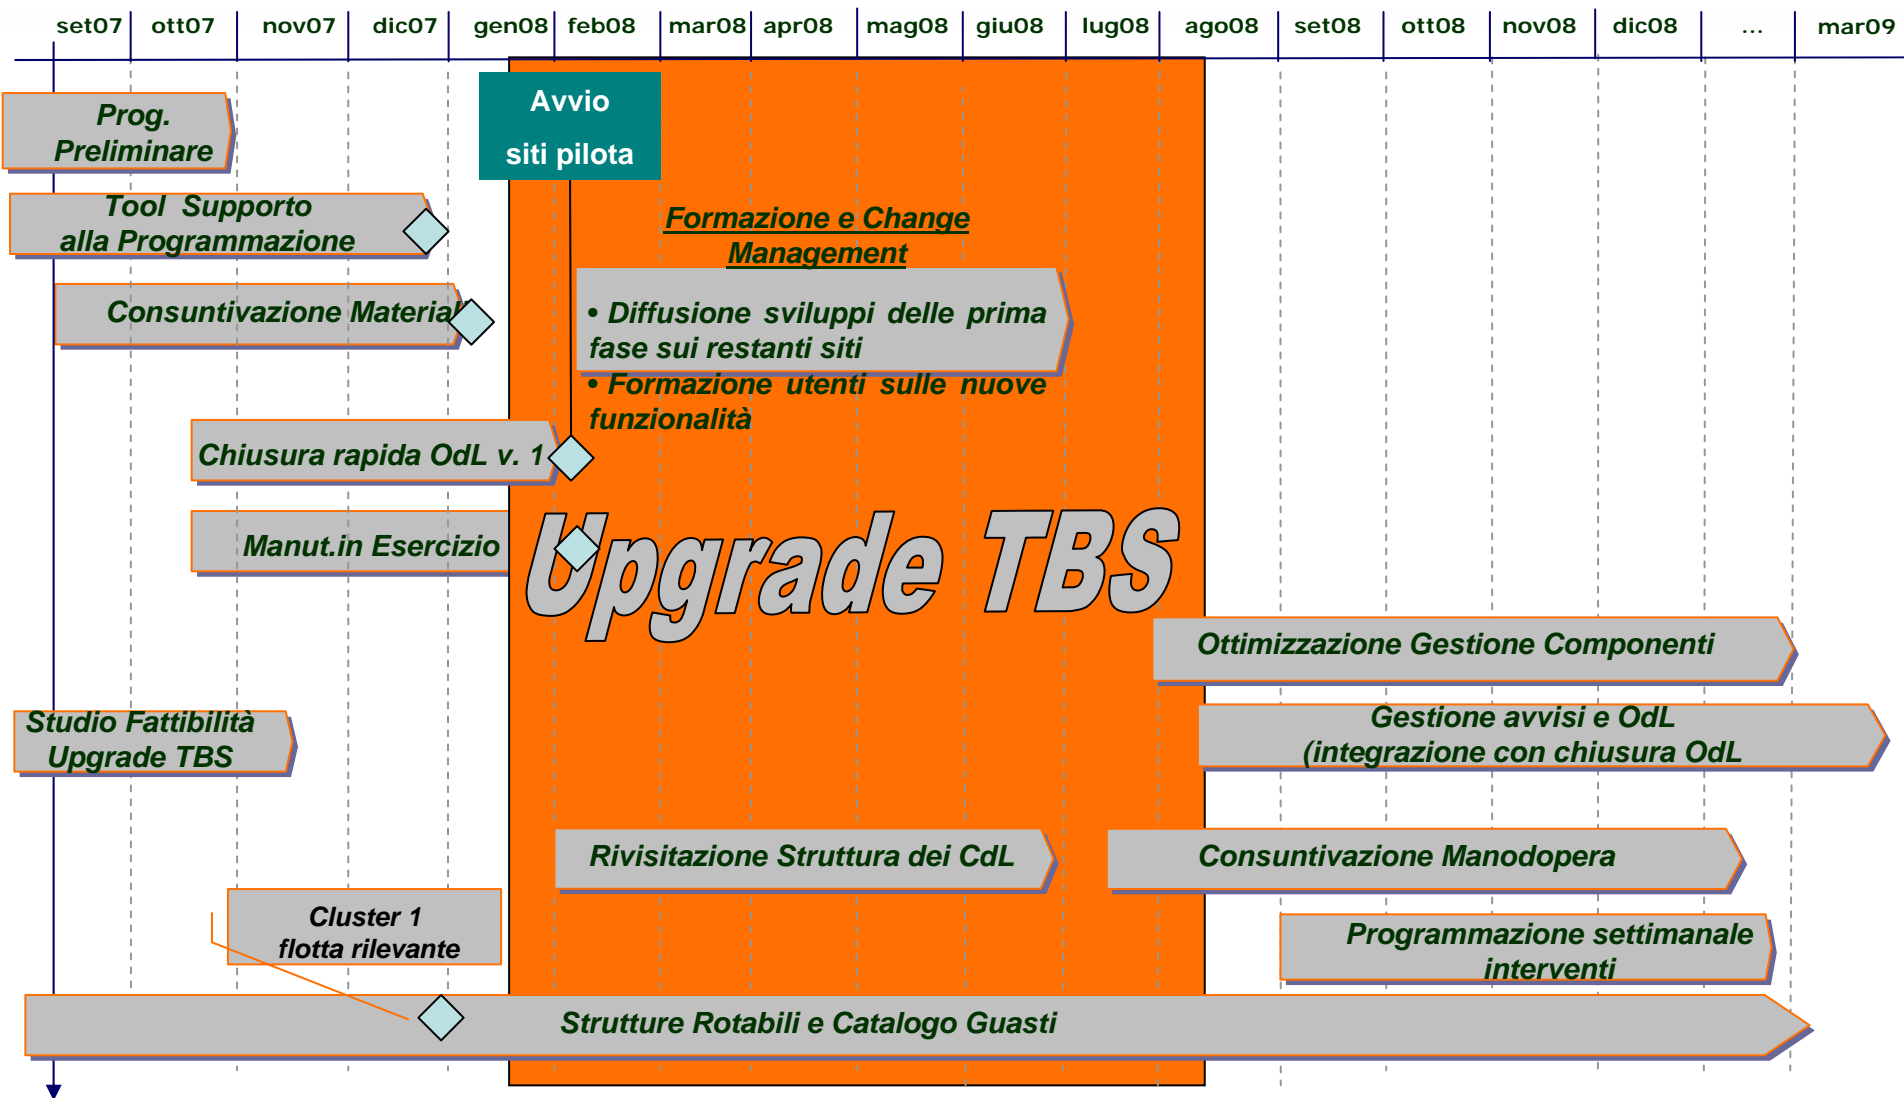 set07 ott07 nov07 dic07 gen08 feb08 mar08 apr08 mag08 giu08 lug08 ago08 set08 ott08 nov08 dic08 ... mar09
Avvio
siti pilota
Prog.
Preliminare
Tool Supporto
alla Programmazione
Formazione e Change
Management
Consuntivazione Materiali
• Diffusione sviluppi delle prima
fase sui restanti siti
• Formazione utenti sulle nuove
funzionalità
Chiusura rapida OdL v. 1
Manut.in Esercizio
Upgrade TBS
Ottimizzazione Gestione Componenti
Studio Fattibilità
Upgrade TBS
Gestione avvisi e OdL
(integrazione con chiusura OdL
Rivisitazione Struttura dei CdL
Consuntivazione Manodopera
Cluster 1
flotta rilevante
Programmazione settimanale
interventi
Strutture Rotabili e Catalogo Guasti